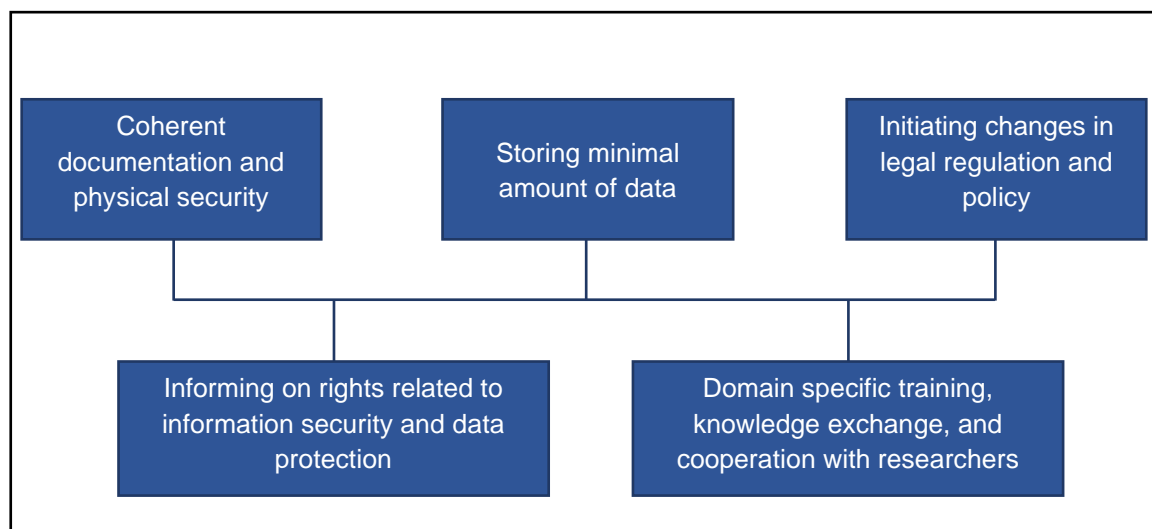 Coherent
documentation and
physical security
Storing minimal
amount of data
Initiating changes in
legal regulation and
policy
Informing on rights related to
information security and data
protection
Domain specific training,
knowledge exchange, and
cooperation with researchers